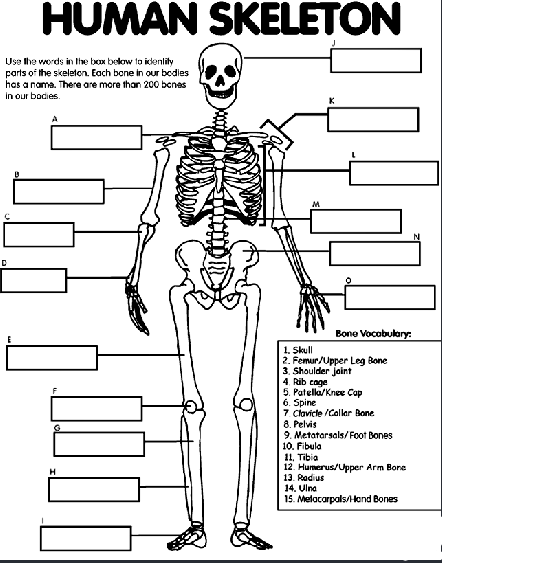 HUMAN SKELETON
Use the words in the box below to identify
parts of the skeleton. Each bone in our bodies
has a name. There are more than 200 bones
in our bodies.
J
K
A
L
B
M
C
N
D
O
E
F
G
H
I
Bone Vocabulary:
1. Skull
2. Femur/Upper Leg Bone
3. Shoulder joint
4. Rib cage
5. Patella/Knee Cap
6. Spine
7. Clavicle/Collar Bone
8. Pelvis
9. Metatarsals/Foot Bones
10. Fibula
11. Tibia
12. Humerus/Upper Arm Bone
13. Radius
14. Ulna
15. Metacarpals/Hand Bones